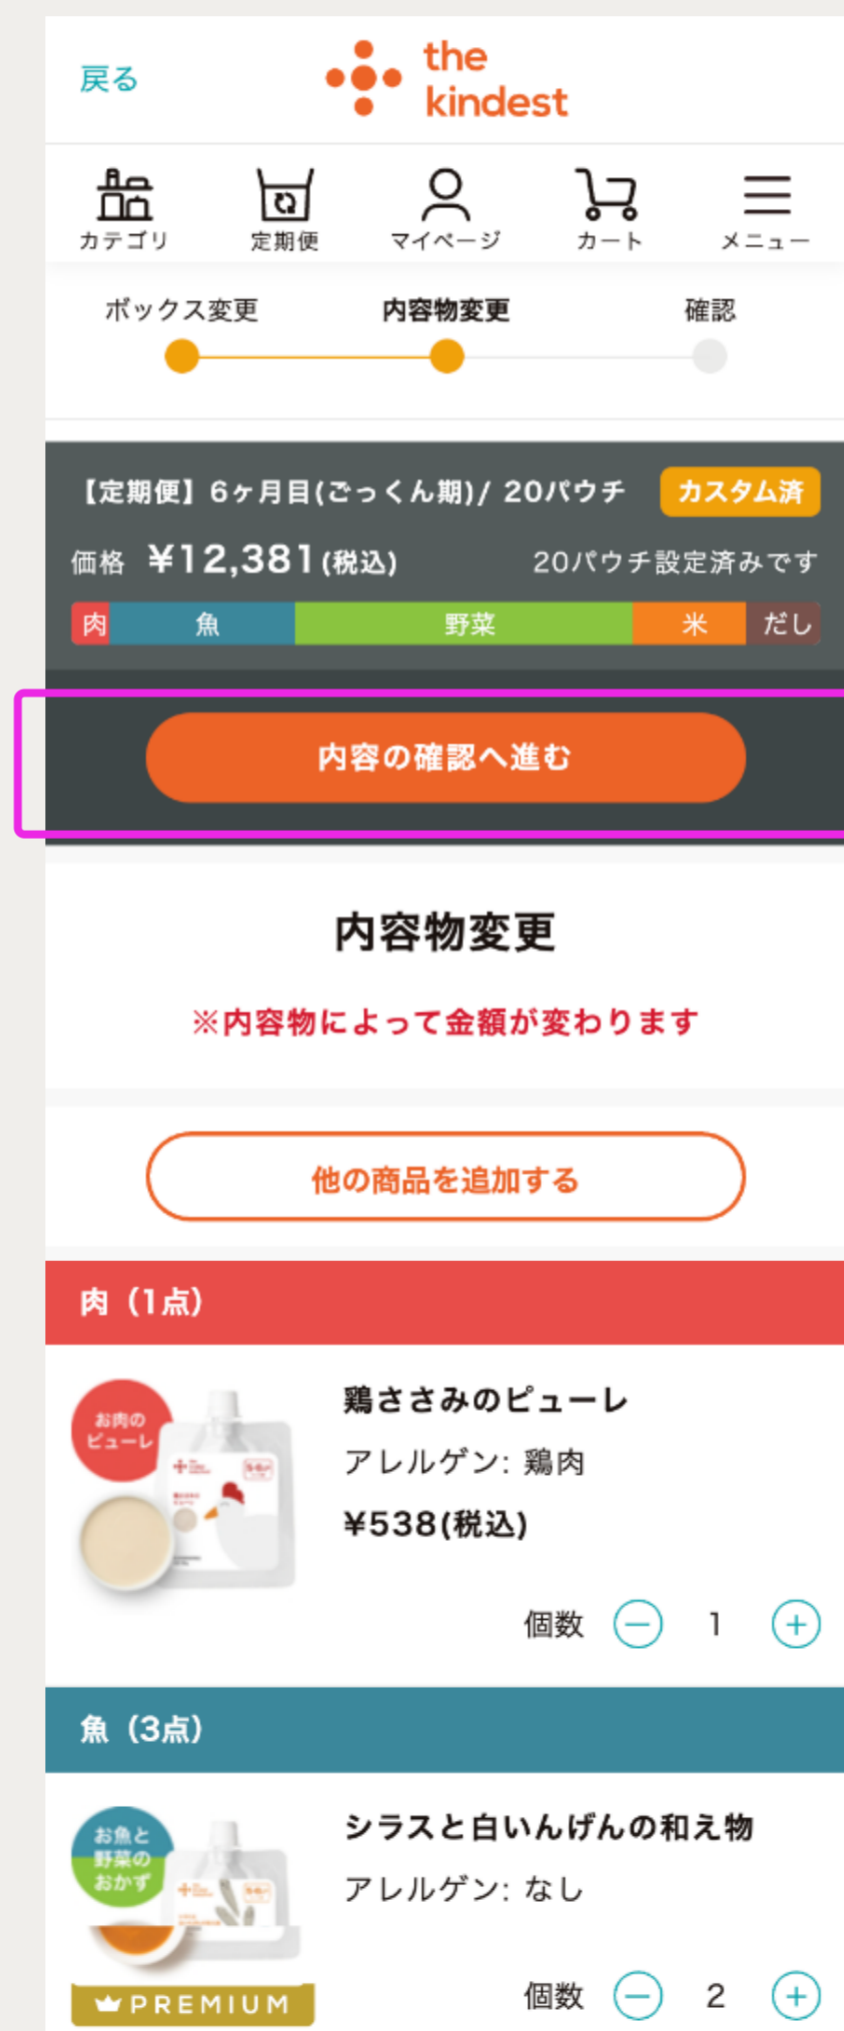 戻る
the
kindest
カテゴリ
定期便
マイページ
カート
メニュー
ボックス変更
内容物変更
確認
【定期便】6ヶ月目(ごっくん期)/ 20パウチ
カスタム済
価格 ¥12,381(税込)
20パウチ設定済みです
肉
魚
野菜
米
だし
内容の確認へ進む
内容物変更
※内容物によって金額が変わります
他の商品を追加する
肉（1点）
お肉の
ピューレ
鶏ささみのピューレ
アレルゲン: 鶏肉
¥538(税込)
個数
1
魚（3点）
お魚と
野菜の
おかず
シラスと白いんげんの和え物
アレルゲン: なし
PREMIUM
個数
2